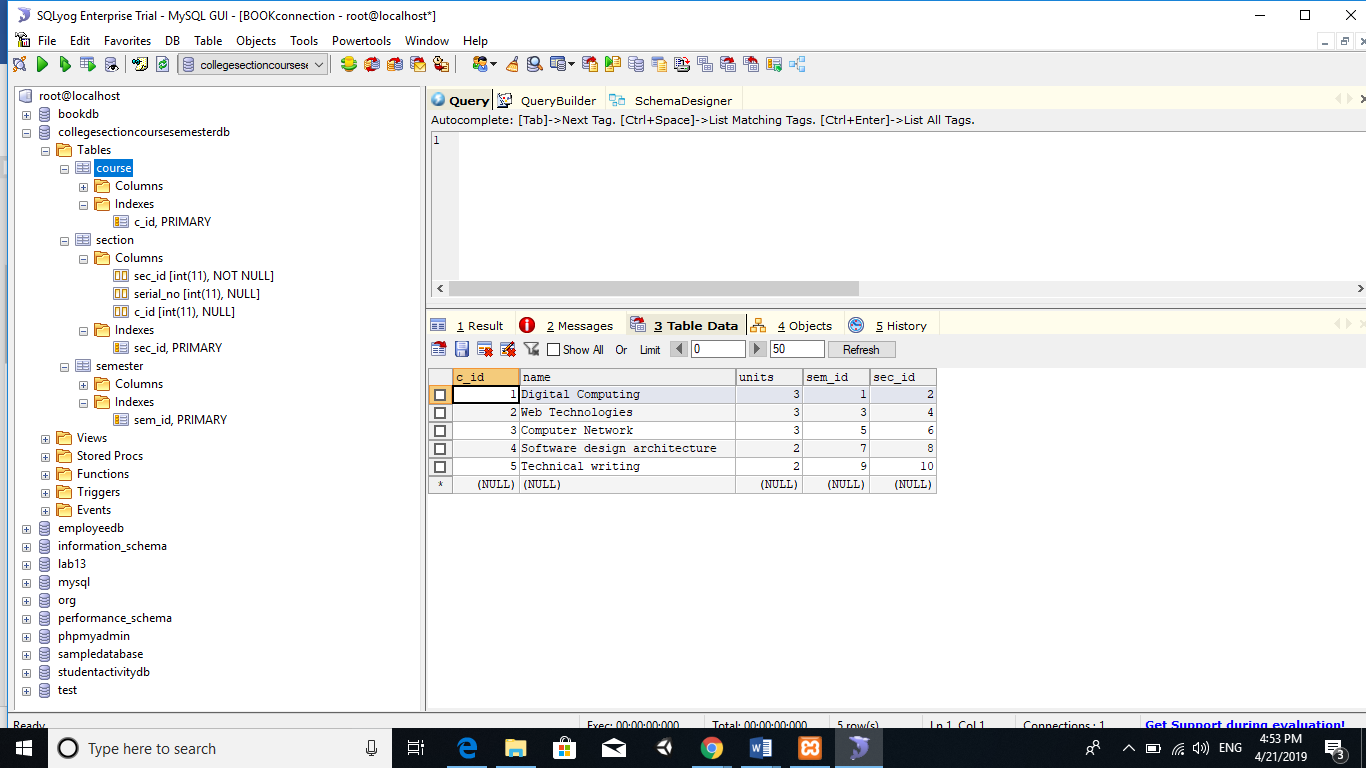 SQLyog Enterprise Trial - MySQL GUI - [BOOKconnection - root@localhost*]
File Edit Favorites DB Table Objects Tools Powertools Window Help
collegesectioncourses
root@localhost
bookdb
collegesectioncoursesemesterdb
Tables
course
Columns
Indexes
c_id, PRIMARY
section
Columns
sec_id [int(11), NOT NULL]
serial_no [int(11), NULL]
c_id [int(11), NULL]
Indexes
sec_id, PRIMARY
semester
Columns
Indexes
sem_id, PRIMARY
Views
Stored Procs
Functions
Triggers
Events
employeedb
information_schema
lab13
mysql
org
performance_schema
phpmyadmin
sampledatabase
studentactivitydb
test
Query QueryBuilder SchemaDesigner
Autocomplete: [Tab]->Next Tag. [Ctrl+Space]->List Matching Tags. [Ctrl+Enter]->List All Tags.
1
1 Result 2 Messages 3 Table Data 4 Objects 5 History
Show All Or Limit 0 50 Refresh
c_id name units sem_id sec_id
1 Digital Computing 3 1 2
2 Web Technologies 3 3 4
3 Computer Network 3 5 6
4 Software design architecture 2 7 8
5 Technical writing 2 9 10
* (NULL) (NULL) (NULL) (NULL) (NULL)
Ready Exec: 00:00:00:000 Total: 00:00:00:000 5 row(s) Ln 1, Col 1 Connections : 1 Get Support during evaluation!
Type here to search
ENG
4:53 PM
4/21/2019
3